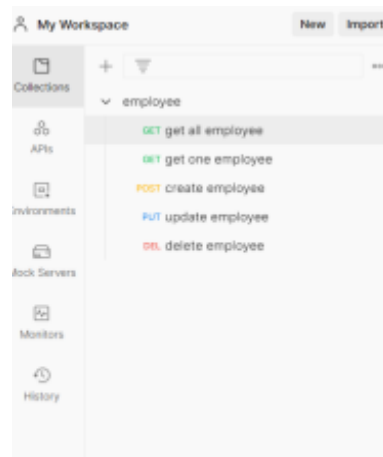 My Workspace
New
Import
Collections
APIs
Environments
Mock Servers
Monitors
History
employee
GET get all employee
GET get one employee
POST create employee
PUT update employee
DEL delete employee